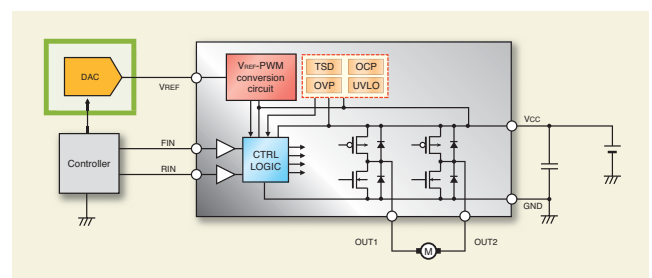 DAC
VREF
VREF-PWM
conversion
circuit
TSD
OCP
OVP
UVLO
VCC
Controller
FIN
RIN
CTRL
LOGIC
GND
OUT1
M
OUT2